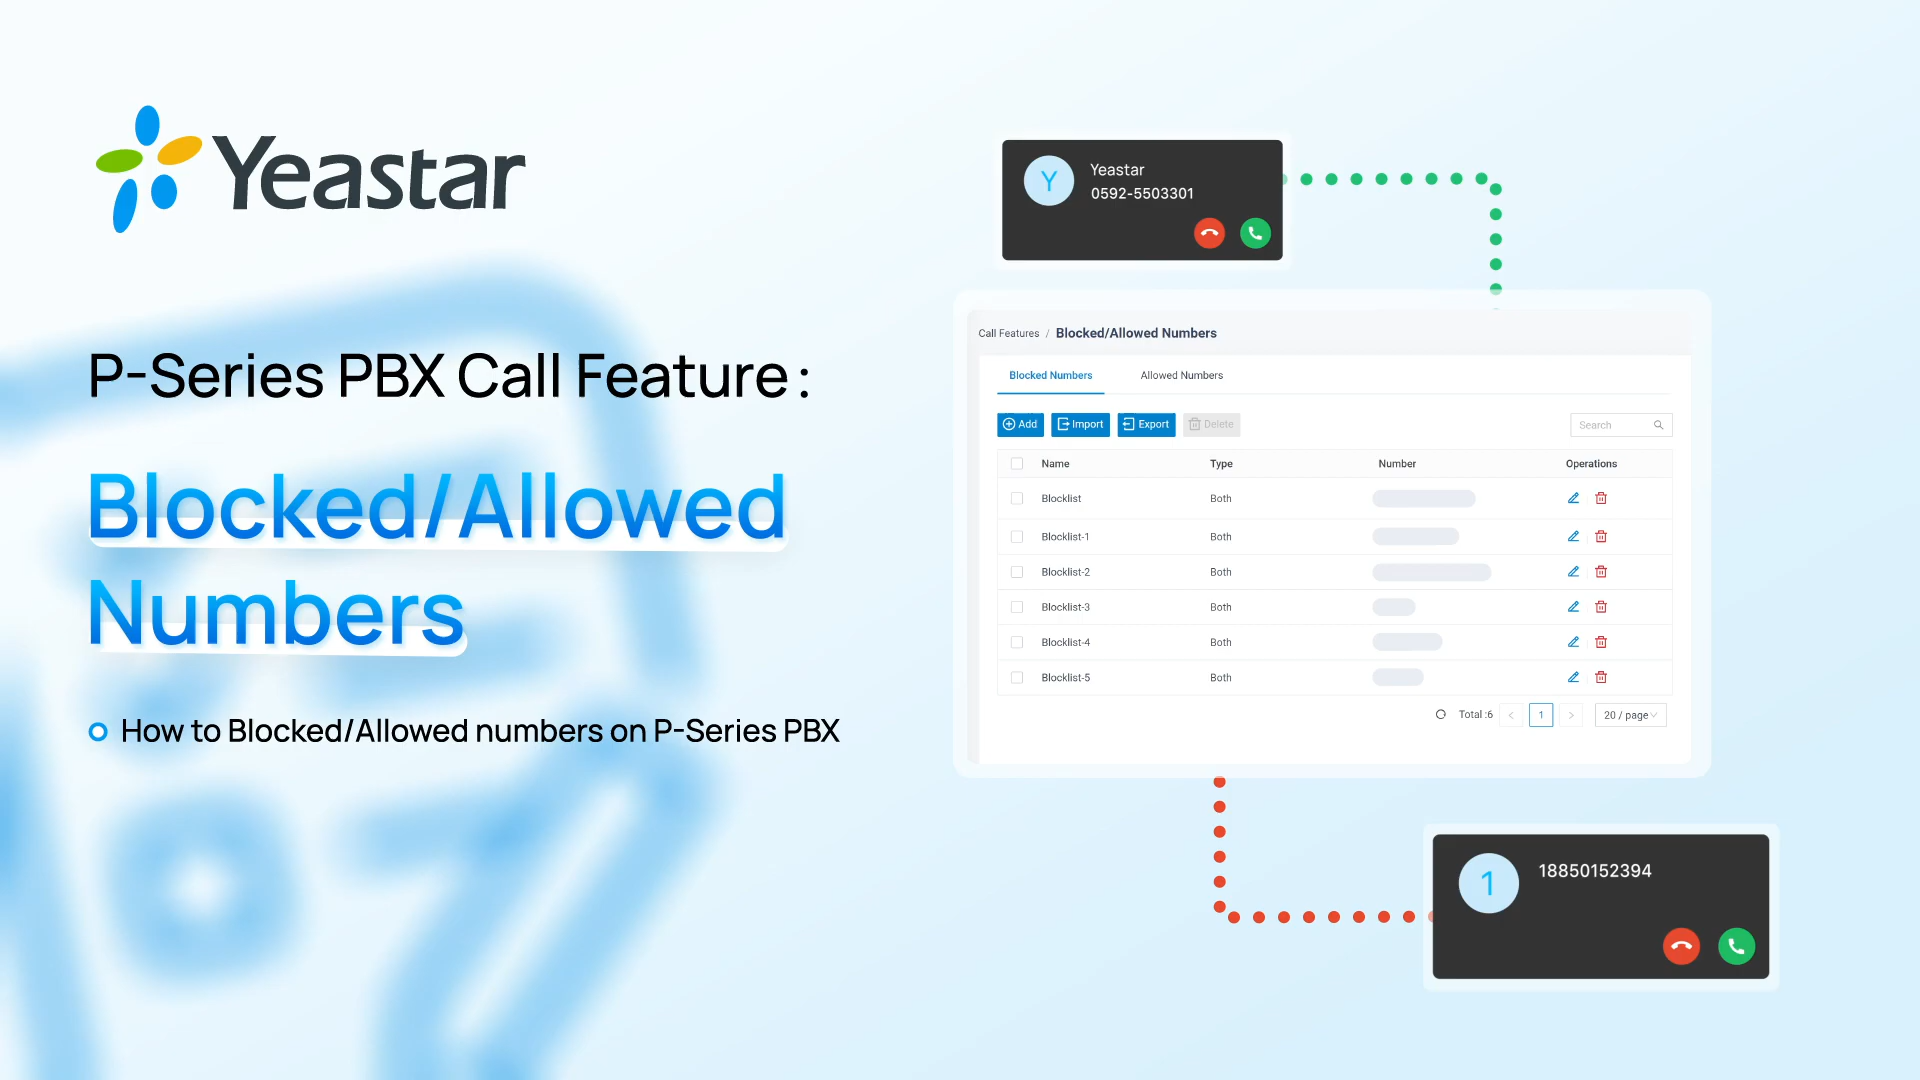 Yeastar
P-Series PBX Call Feature:
Blocked/Allowed
Numbers
How to Blocked/Allowed numbers on P-Series PBX
Y
Yeastar
0592-5503301
Call Features / Blocked/Allowed Numbers
Blocked Numbers Allowed Numbers
Add Import Export Delete Search
Name Type Number Operations
Blocklist Both
Blocklist-1 Both
Blocklist-2 Both
Blocklist-3 Both
Blocklist-4 Both
Blocklist-5 Both
Total :6 < 1 > 20 / page
1
18850152394